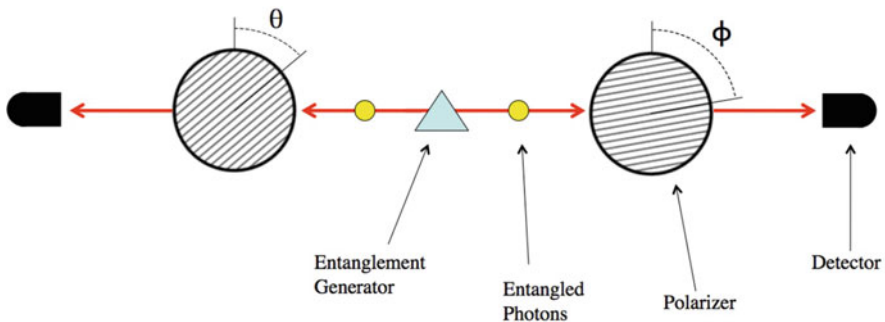 θ
ϕ
Entanglement
Generator
Entangled
Photons
Polarizer
Detector